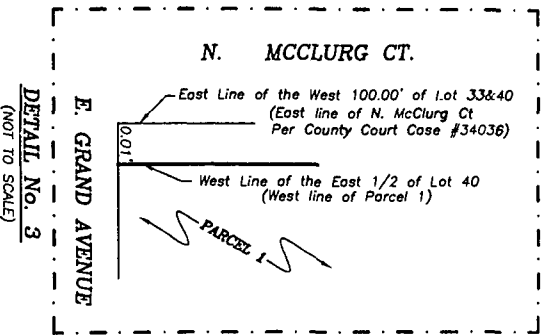 N. MCCLURG CT.
East Line of the West 100.00' of Lot 33&40
(East line of N. McClurg Ct
Per County Court Case #34036)
0.01'
West Line of the East 1/2 of Lot 40
(West line of Parcel 1)
PARCEL 1
E. GRAND AVENUE
DETAIL No. 3
(NOT TO SCALE)